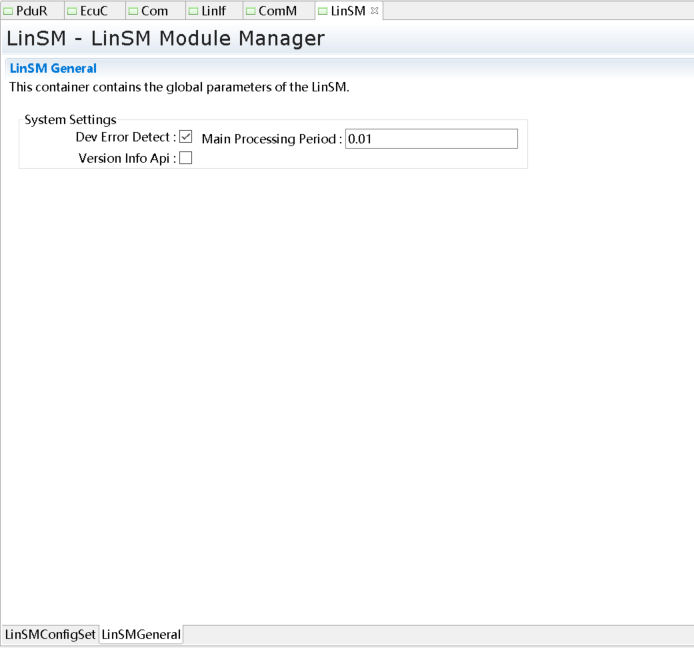 PduR EcuC Com LinIf ComM LinSM
LinSM - LinSM Module Manager
LinSM General
This container contains the global parameters of the LinSM.
System Settings
Dev Error Detect : Main Processing Period : 0.01
Version Info Api :
LinSMConfigSet LinSMGeneral